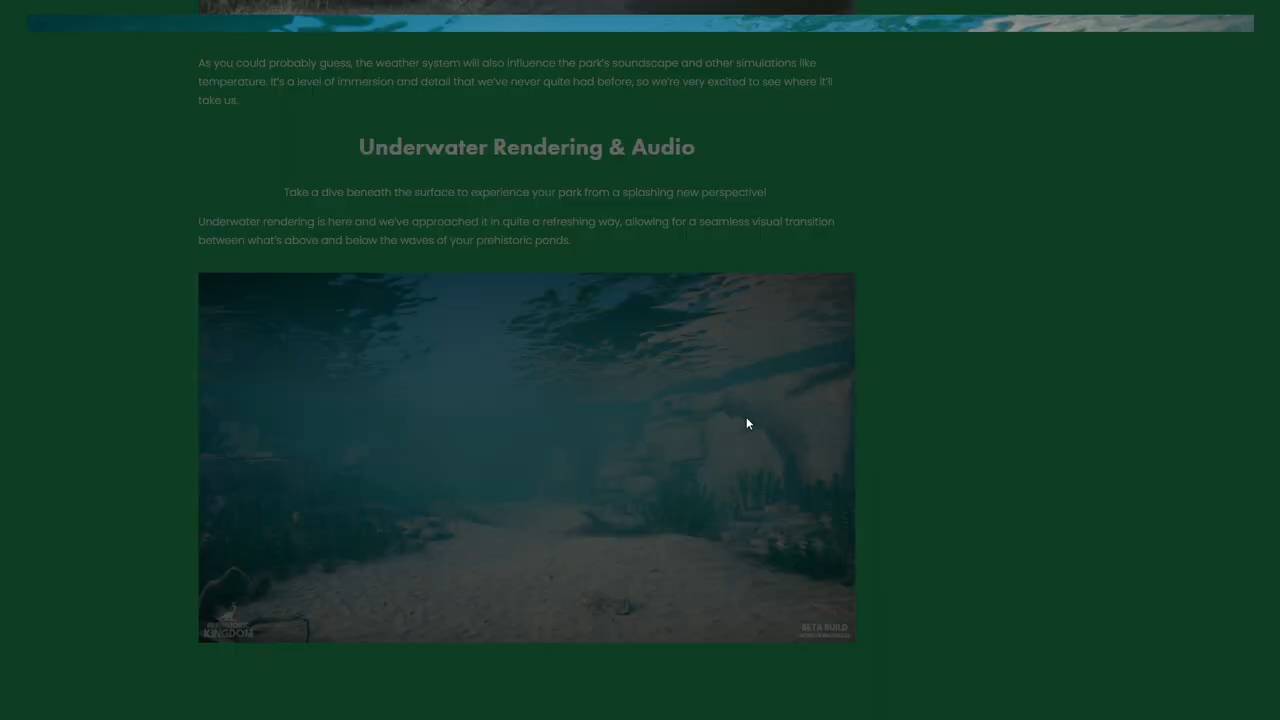 As you could probably guess, the weather system will also influence the park's soundscape and other simulations like
temperature. It's a level of immersion and detail that we've never quite had before, so we're very excited to see where it'll
take us.
Underwater Rendering & Audio
Take a dive beneath the surface to experience your park from a splashing new perspective!
Underwater rendering is here and we've approached it in quite a refreshing way, allowing for a seamless visual transition
between what's above and below the waves of your prehistoric ponds.
PREHISTORIC
KINGDOM
BETA BUILD